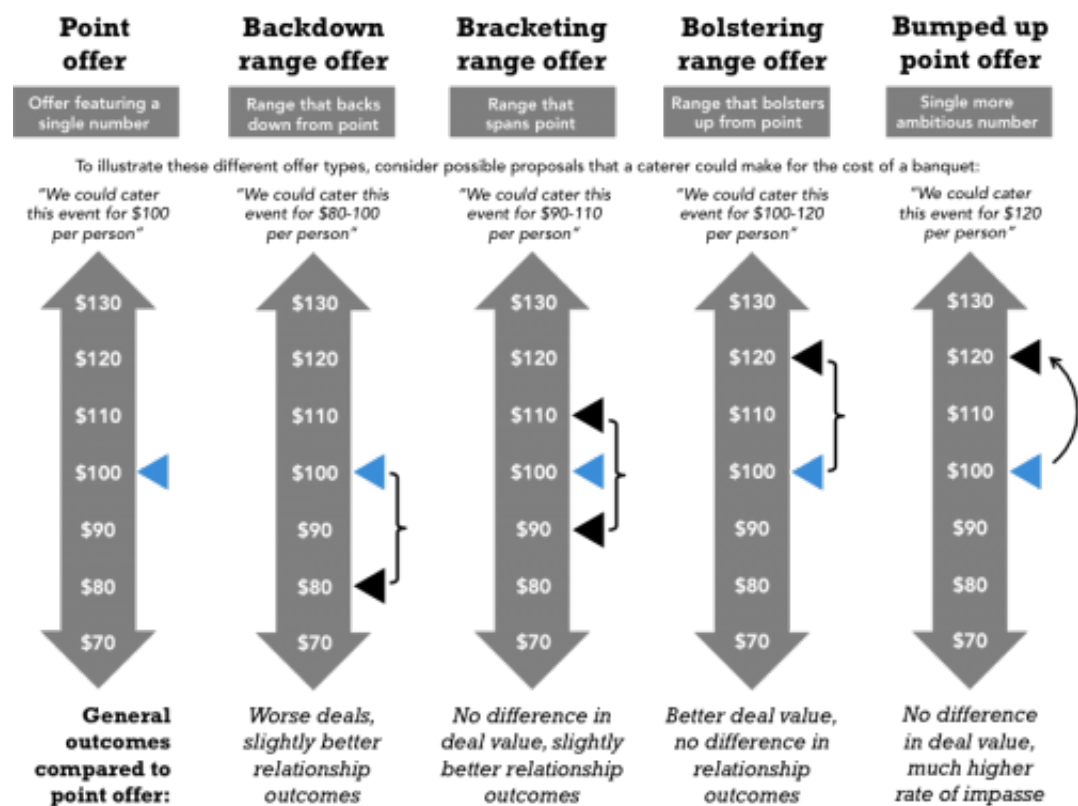 Point
offer
Backdown
range offer
Bracketing
range offer
Bolstering
range offer
Bumped up
point offer
Offer featuring a
single number
Range that backs
down from point
Range that
spans point
Range that bolsters
up from point
Single more
ambitious number
To illustrate these different offer types, consider possible proposals that a caterer could make for the cost of a banquet:
"We could cater
this event for $100
per person"
"We could cater this
event for $80-100
per person"
"We could cater this
event for $90-110
per person"
"We could cater this
event for $100-120
per person"
"We could cater
this event for $120
per person"
$130
$120
$110
$100
$90
$80
$70
$130
$120
$110
$100
$90
$80
$70
$130
$120
$110
$100
$90
$80
$70
$130
$120
$110
$100
$90
$80
$70
$130
$120
$110
$100
$90
$80
$70
General
outcomes
compared to
point offer:
Worse deals,
slightly better
relationship
outcomes
No difference in
deal value, slightly
better relationship
outcomes
Better deal value,
no difference in
relationship
outcomes
No difference
in deal value,
much higher
rate of impasse